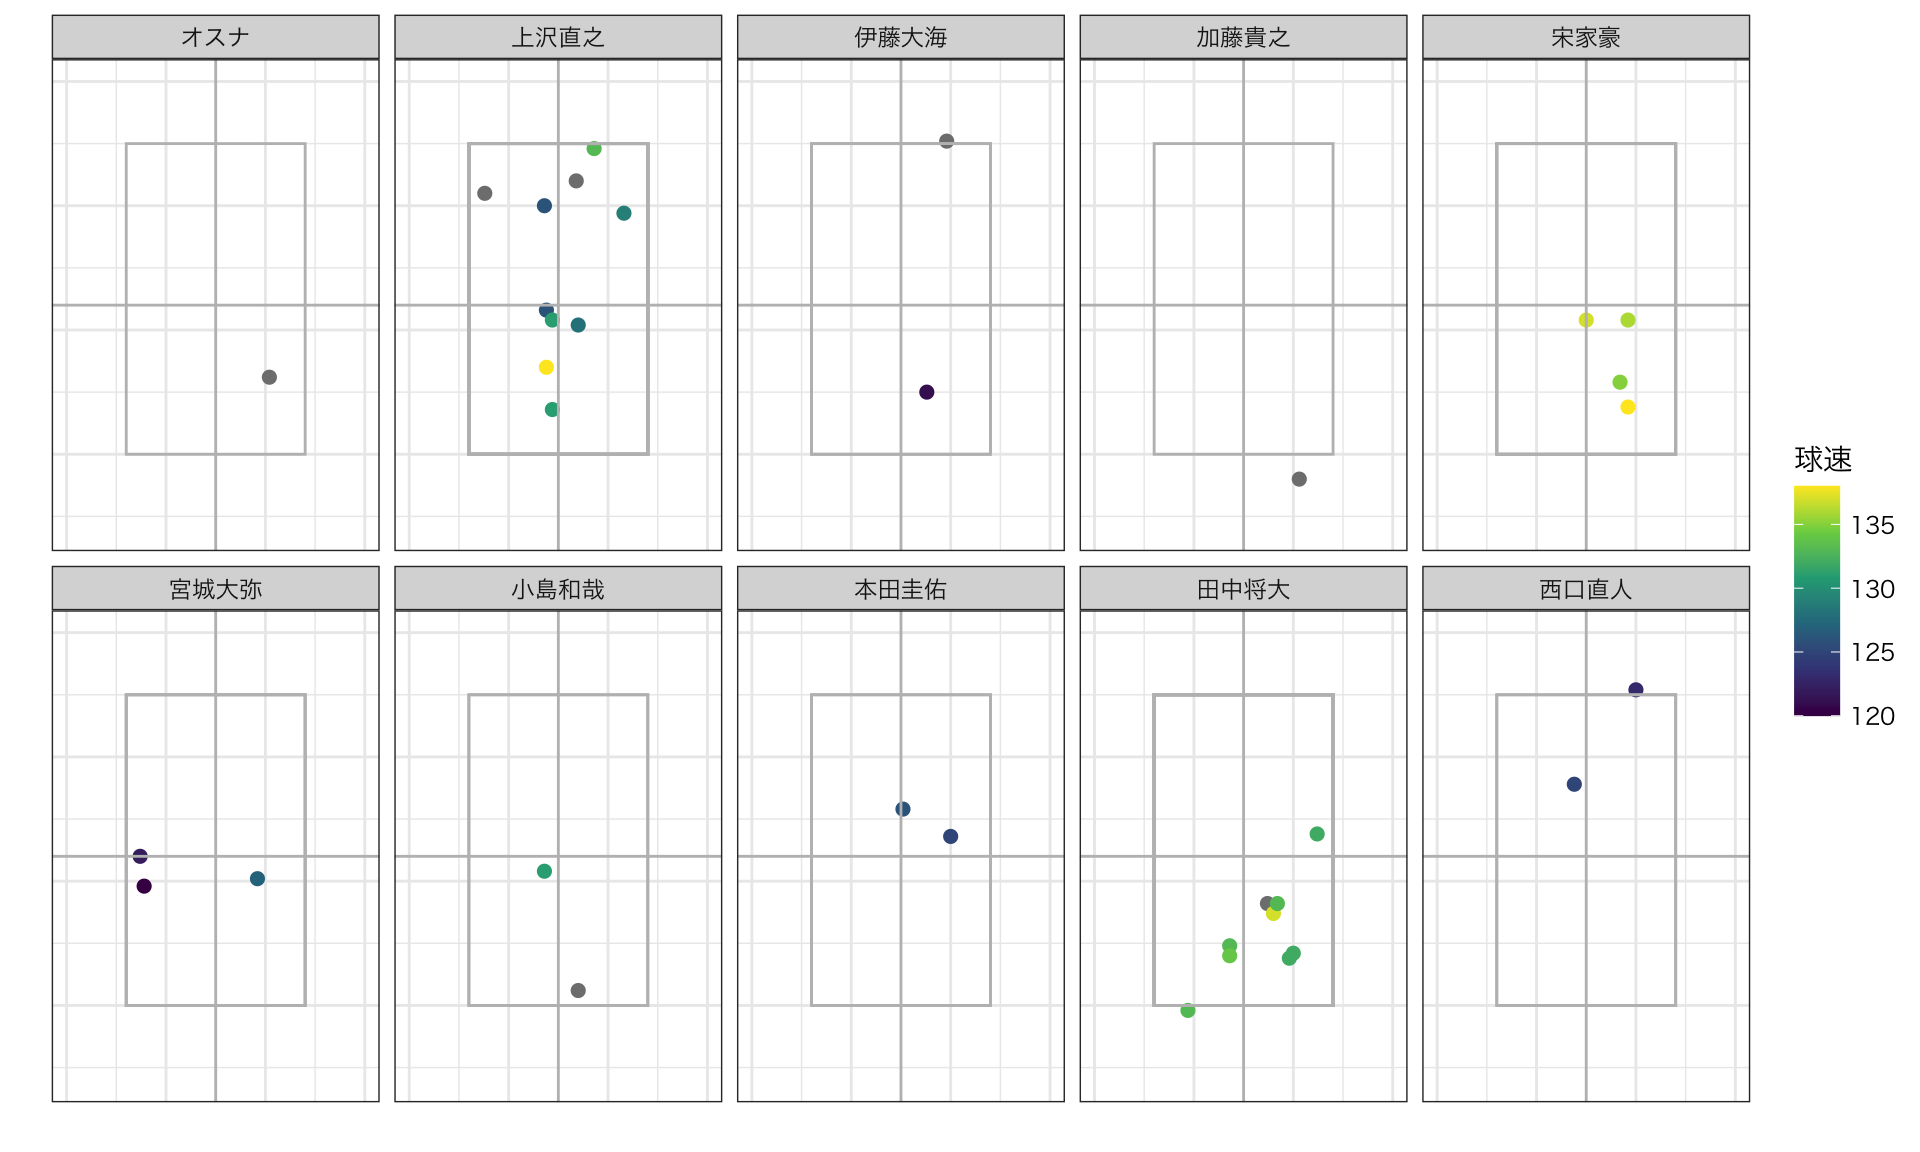 オスナ
上沢直之
伊藤大海
加藤貴之
宋家豪
宮城大弥
小島和哉
本田圭佑
田中将大
西口直人
球速
135
130
125
120